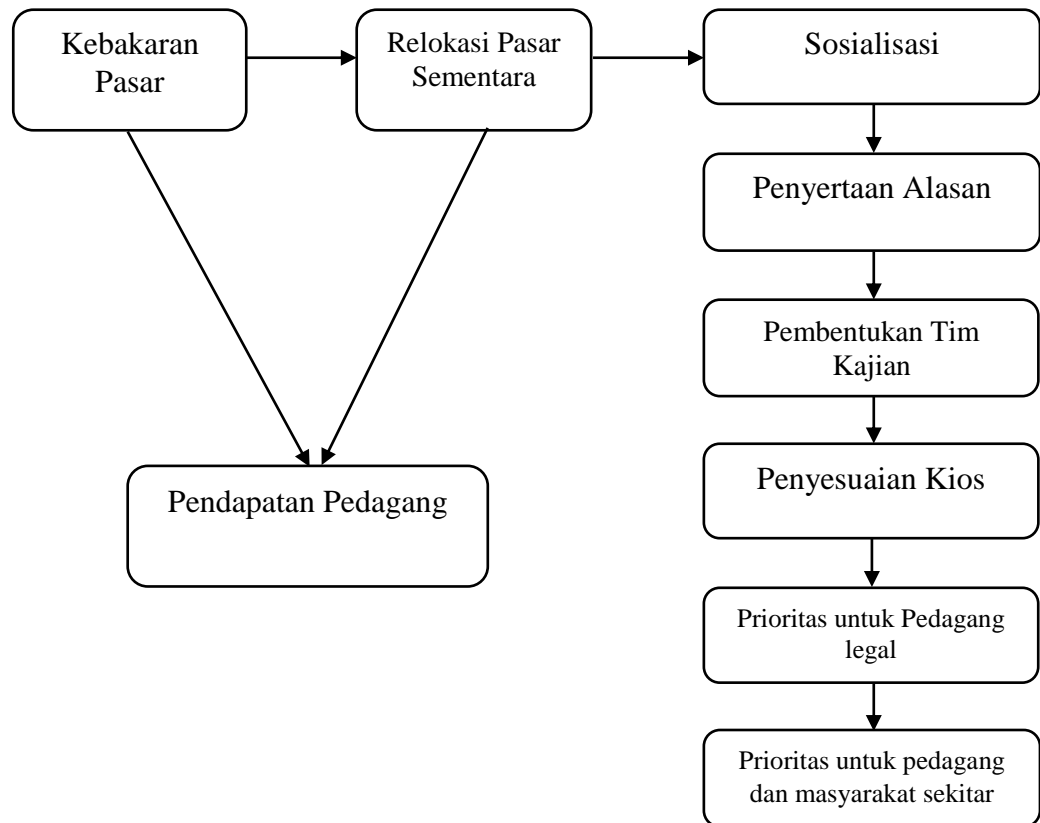 Kebakaran
Pasar
Relokasi Pasar
Sementara
Sosialisasi
Penyertaan Alasan
Pembentukan Tim
Kajian
Pendapatan Pedagang
Penyesuaian Kios
Prioritas untuk Pedagang
legal
Prioritas untuk pedagang
dan masyarakat sekitar